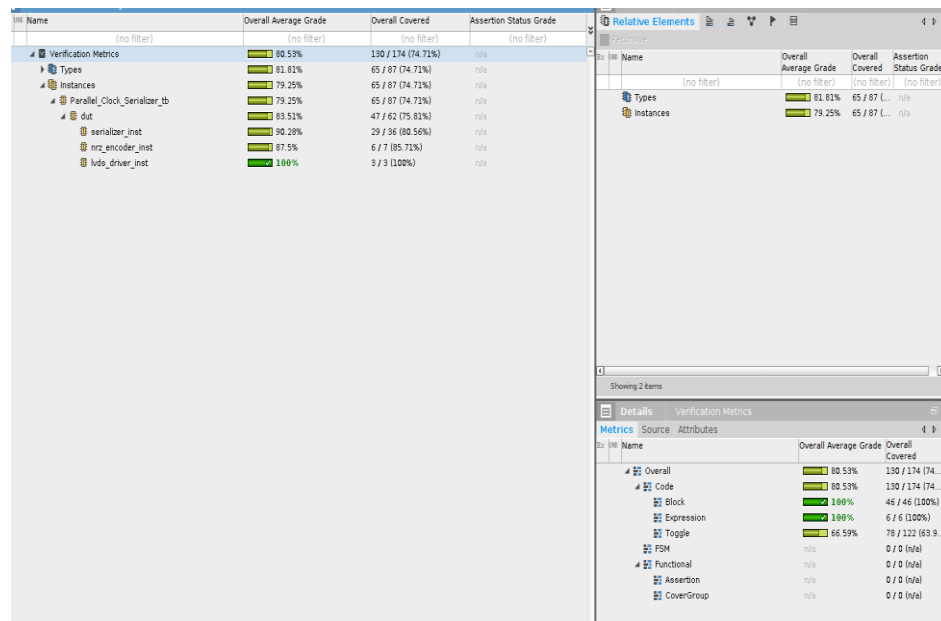 UNR Name Overall Average Grade Overall Covered Assertion Status Grade
(no filter) (no filter) (no filter) (no filter)
Verification Metrics 80.53% 130 / 174 (74.71%) n/a
Types 81.81% 65 / 87 (74.71%) n/a
Instances 79.25% 65 / 87 (74.71%) n/a
Parallel_Clock_Serializer_tb 79.25% 65 / 87 (74.71%) n/a
dut 83.51% 47 / 62 (75.81%) n/a
serializer_inst 90.28% 29 / 36 (80.56%) n/a
nrz_encoder_inst 87.5% 6 / 7 (85.71%) n/a
lvds_driver_inst 100% 3 / 3 (100%) n/a
Relative Elements
Recursive
Ex UNR Name Overall Average Grade Overall Covered Assertion Status Grade
(no filter) (no filter) (no filter)
Types 81.81% 65 / 87 (... n/a
Instances 79.25% 65 / 87 (... n/a
Showing 2 items
Details Verification Metrics
Metrics Source Attributes
Ex UNR Name Overall Average Grade Overall Covered
Overall 80.53% 130 / 174 (74...
Code 80.53% 130 / 174 (74...
Block 100% 46 / 46 (100%)
Expression 100% 6 / 6 (100%)
Toggle 66.59% 78 / 122 (63.9...
FSM n/a 0 / 0 (n/a)
Functional n/a 0 / 0 (n/a)
Assertion n/a 0 / 0 (n/a)
CoverGroup n/a 0 / 0 (n/a)